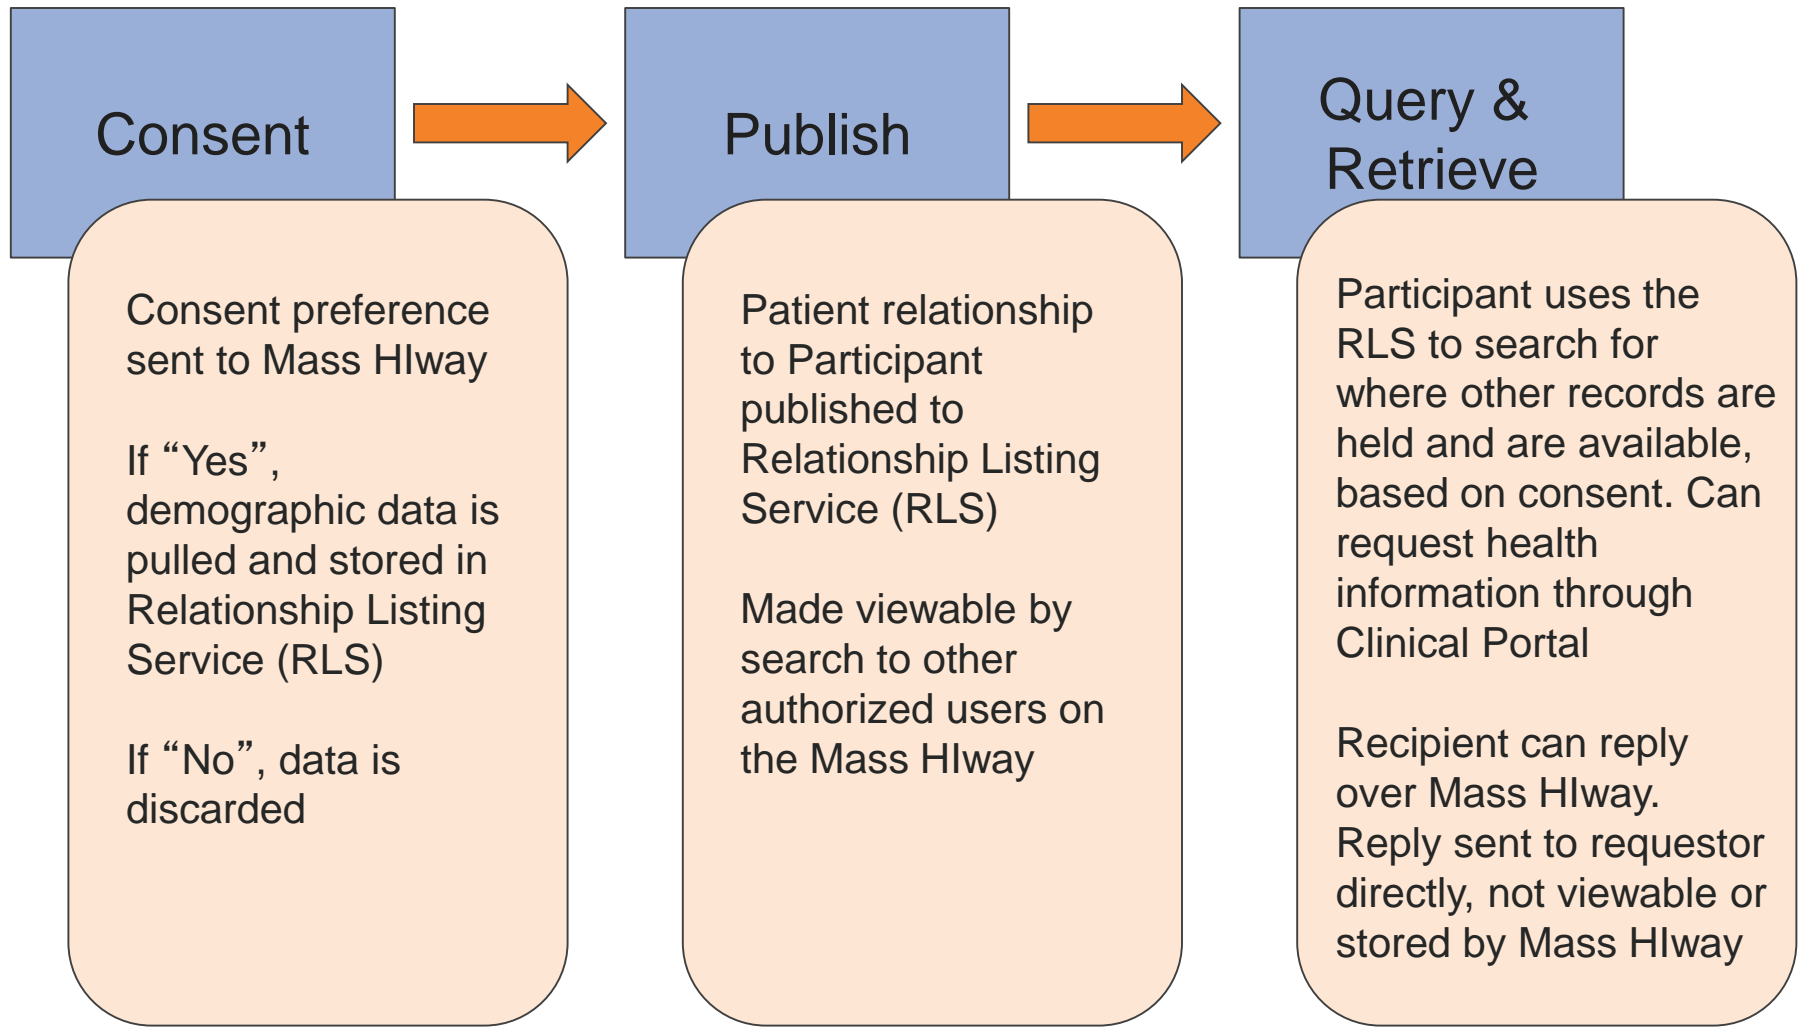 Consent
Consent preference
sent to Mass HIway
If “Yes”,
demographic data is
pulled and stored in
Relationship Listing
Service (RLS)
If “No”, data is
discarded
Publish
Patient relationship
to Participant
published to
Relationship Listing
Service (RLS)
Made viewable by
search to other
authorized users on
the Mass HIway
Query &
Retrieve
Participant uses the
RLS to search for
where other records are
held and are available,
based on consent. Can
request health
information through
Clinical Portal
Recipient can reply
over Mass HIway.
Reply sent to requestor
directly, not viewable or
stored by Mass HIway